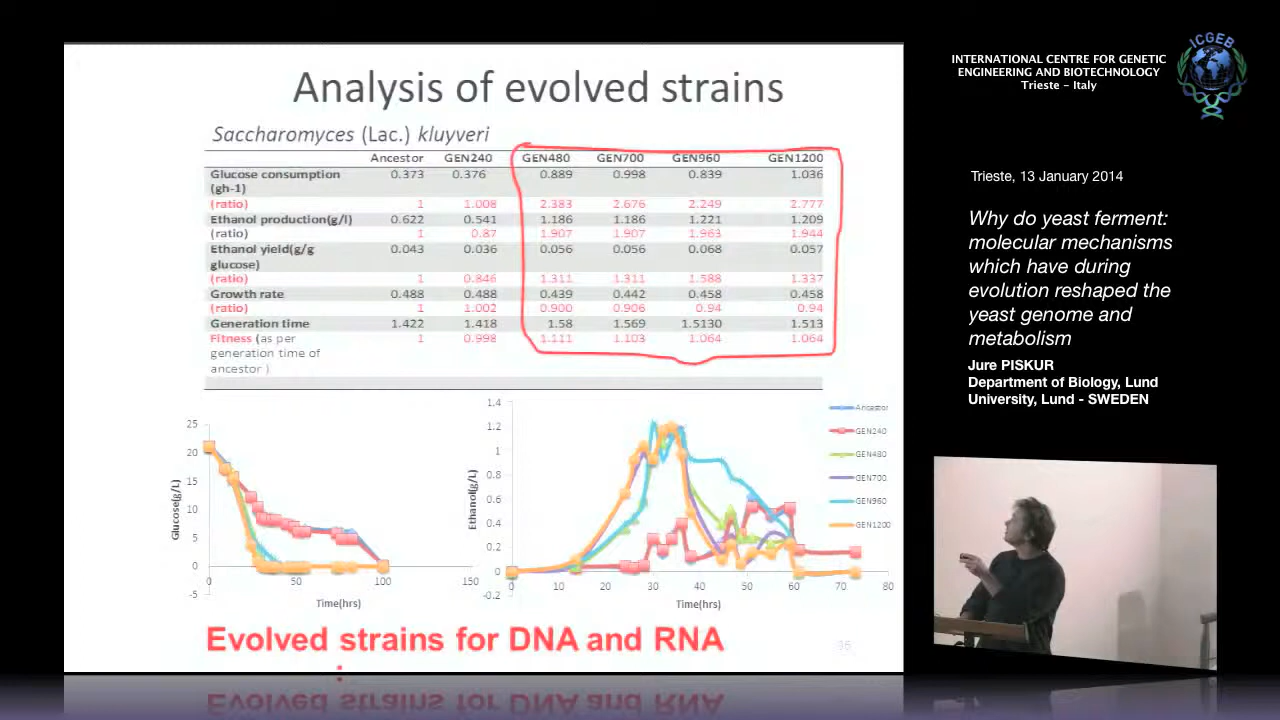 Analysis of evolved strains
Saccharomyces (Lac.) kluyveri
Ancestor GEN240 GEN480 GEN700 GEN960 GEN1200
Glucose consumption 0.373 0.376 0.889 0.998 0.839 1.036
(gh-1)
(ratio) 1 1.008 2.383 2.676 2.249 2.777
Ethanol production(g/l) 0.622 0.541 1.186 1.186 1.221 1.209
(ratio) 1 0.87 1.907 1.907 1.963 1.944
Ethanol yield(g/g 0.043 0.036 0.056 0.056 0.068 0.057
glucose)
(ratio) 1 0.846 1.311 1.311 1.588 1.337
Growth rate 0.488 0.488 0.439 0.442 0.458 0.458
(ratio) 1 1.002 0.900 0.906 0.94 0.94
Generation time 1.422 1.418 1.58 1.569 1.5130 1.513
Fitness (as per 1 0.998 1.111 1.103 1.064 1.064
generation time of
ancestor )
25
20
15
10
5
0
-5
Glucose(g/L)
0 50 100 150
Time(hrs)
1.4
1.2
1
0.8
0.6
0.4
0.2
0
-0.2
Ethanol(g/L)
0 10 20 30 40 50 60 70 80
Time(hrs)
Ancestor
GEN240
GEN480
GEN700
GEN960
GEN1200
Evolved strains for DNA and RNA
INTERNATIONAL CENTRE FOR GENETIC
ENGINEERING AND BIOTECHNOLOGY
Trieste - Italy
ICGEB
Trieste, 13 January 2014
Why do yeast ferment:
molecular mechanisms
which have during
evolution reshaped the
yeast genome and
metabolism
Jure PISKUR
Department of Biology, Lund
University, Lund - SWEDEN